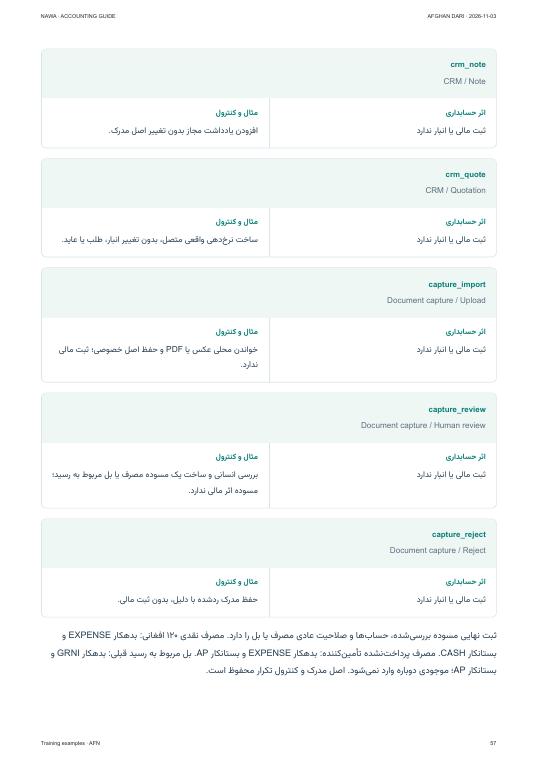 NAWA · ACCOUNTING GUIDE
AFGHAN DARI · 2026-11-03
crm_note
CRM / Note
اثر حسابداری
ثبت مالی یا انبار ندارد
مثال و کنترول
افزودن یادداشت مجاز بدون تغییر اصل مدرک.
crm_quote
CRM / Quotation
اثر حسابداری
ثبت مالی یا انبار ندارد
مثال و کنترول
ساخت نرخ‌دهی واقعی متصل، بدون تغییر انبار، طلب یا عاید.
capture_import
Document capture / Upload
اثر حسابداری
ثبت مالی یا انبار ندارد
مثال و کنترول
خواندن محلی عکس یا PDF و حفظ اصل خصوصی؛ ثبت مالی
ندارد.
capture_review
Document capture / Human review
اثر حسابداری
ثبت مالی یا انبار ندارد
مثال و کنترول
بررسی انسانی و ساخت یک مسوده مصرف یا بل مربوط به رسید؛
مسوده اثر مالی ندارد.
capture_reject
Document capture / Reject
اثر حسابداری
ثبت مالی یا انبار ندارد
مثال و کنترول
حفظ مدرک ردشده با دلیل، بدون ثبت مالی.
ثبت نهایی مسوده بررسی‌شده، حساب‌ها و صلاحیت عادی مصرف یا بل را دارد. مصرف نقدی ۱۲۰ افغانی: بدهکار EXPENSE و
بستانکار CASH. مصرف پرداخت‌نشده تأمین‌کننده: بدهکار EXPENSE و بستانکار AP. بل مربوط به رسید قبلی: بدهکار GRNI و
بستانکار AP؛ موجودی دوباره وارد نمی‌شود. اصل مدرک و کنترول تکرار محفوظ است.
Training examples · AFN
57